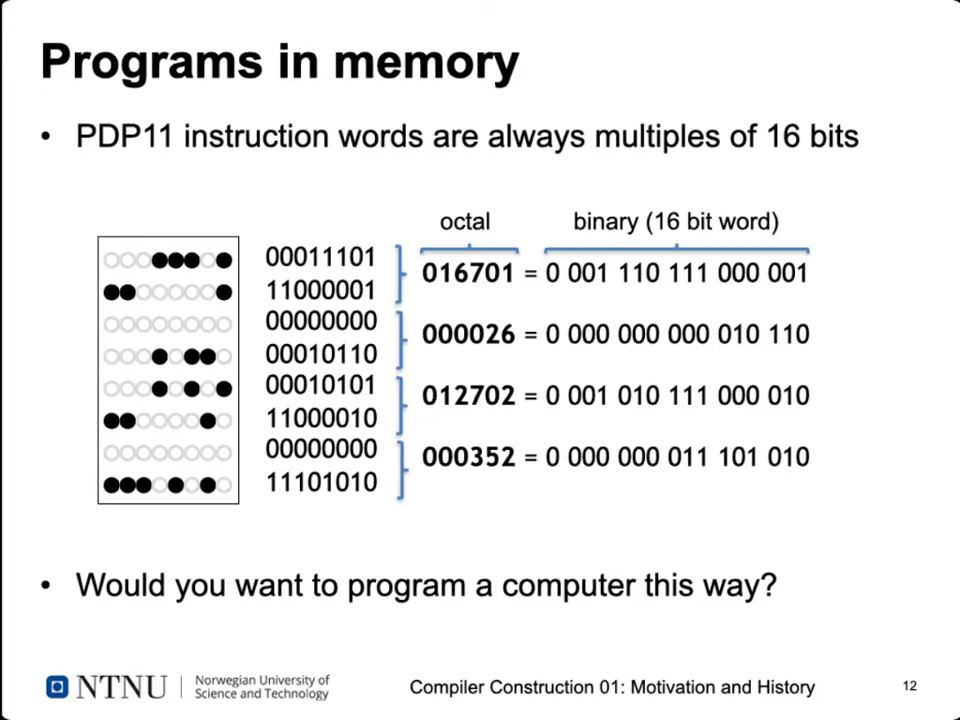 Programs in memory
• PDP11 instruction words are always multiples of 16 bits
octal binary (16 bit word)
00011101
11000001
016701 = 0 001 110 111 000 001
00000000
00010110
000026 = 0 000 000 000 010 110
00010101
11000010
012702 = 0 001 010 111 000 010
00000000
11101010
000352 = 0 000 000 011 101 010
• Would you want to program a computer this way?
NTNU
Norwegian University of
Science and Technology
Compiler Construction 01: Motivation and History
12